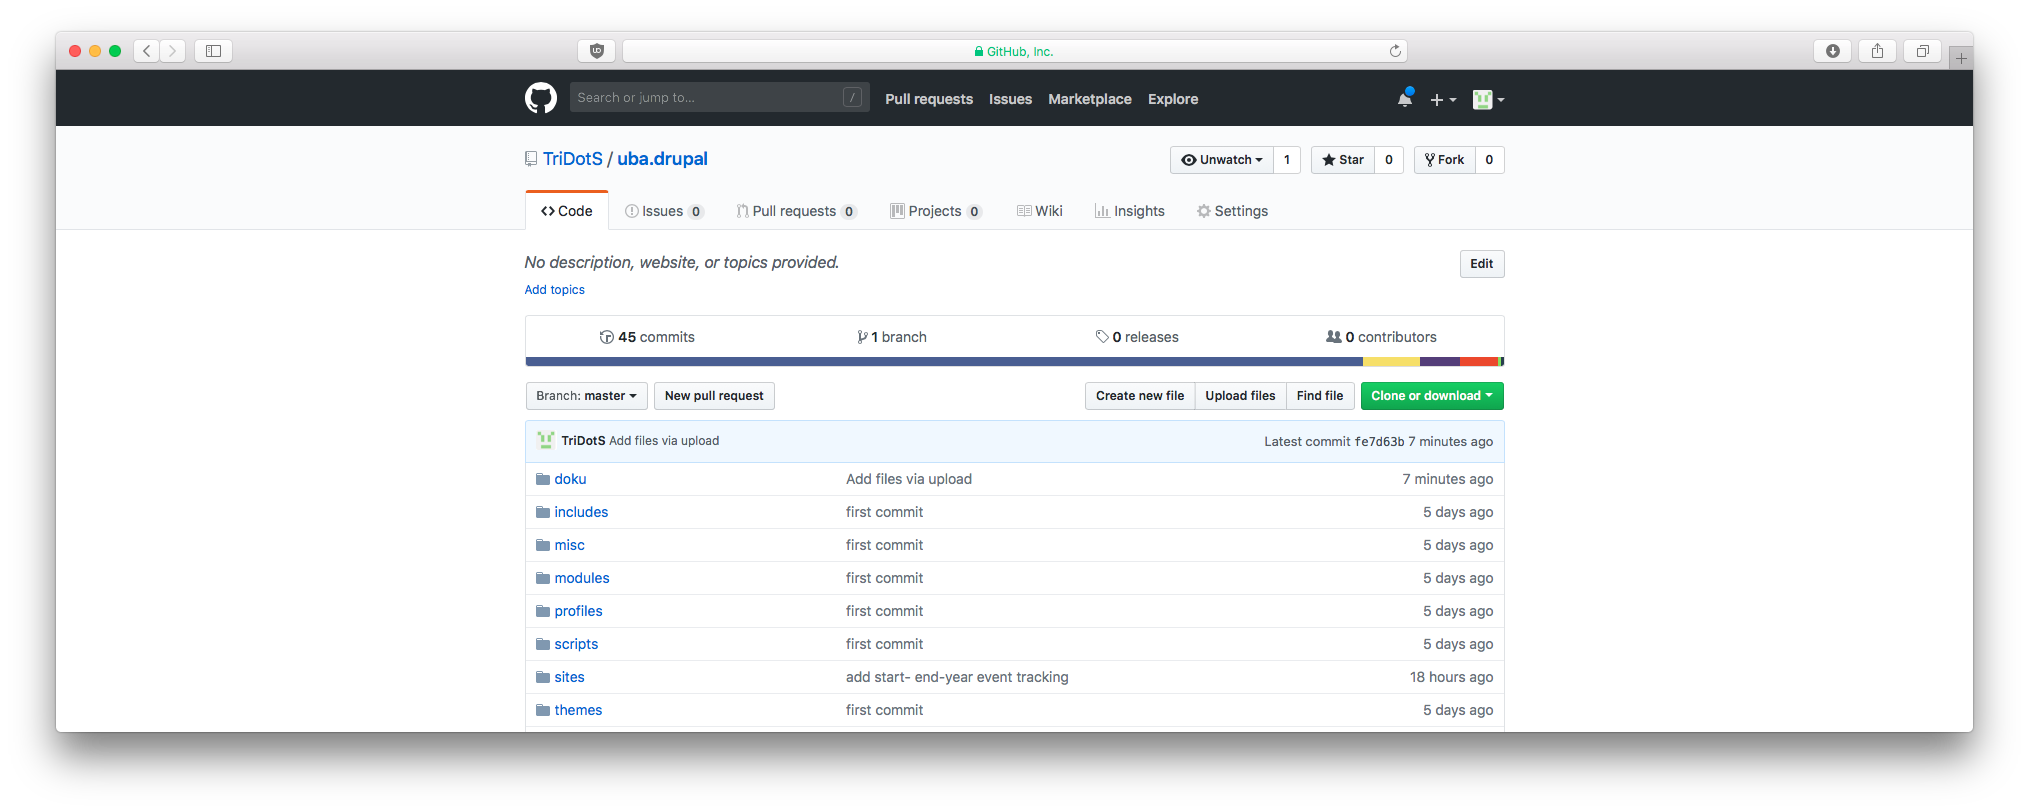 GitHub, Inc.
Search or jump to... / Pull requests Issues Marketplace Explore
TriDotS / uba.drupal Unwatch 1 Star 0 Fork 0
Code Issues 0 Pull requests 0 Projects 0 Wiki Insights Settings
No description, website, or topics provided. Edit
Add topics
45 commits 1 branch 0 releases 0 contributors
Branch: master New pull request Create new file Upload files Find file Clone or download
TriDotS Add files via upload Latest commit fe7d63b 7 minutes ago
doku Add files via upload 7 minutes ago
includes first commit 5 days ago
misc first commit 5 days ago
modules first commit 5 days ago
profiles first commit 5 days ago
scripts first commit 5 days ago
sites add start- end-year event tracking 18 hours ago
themes first commit 5 days ago